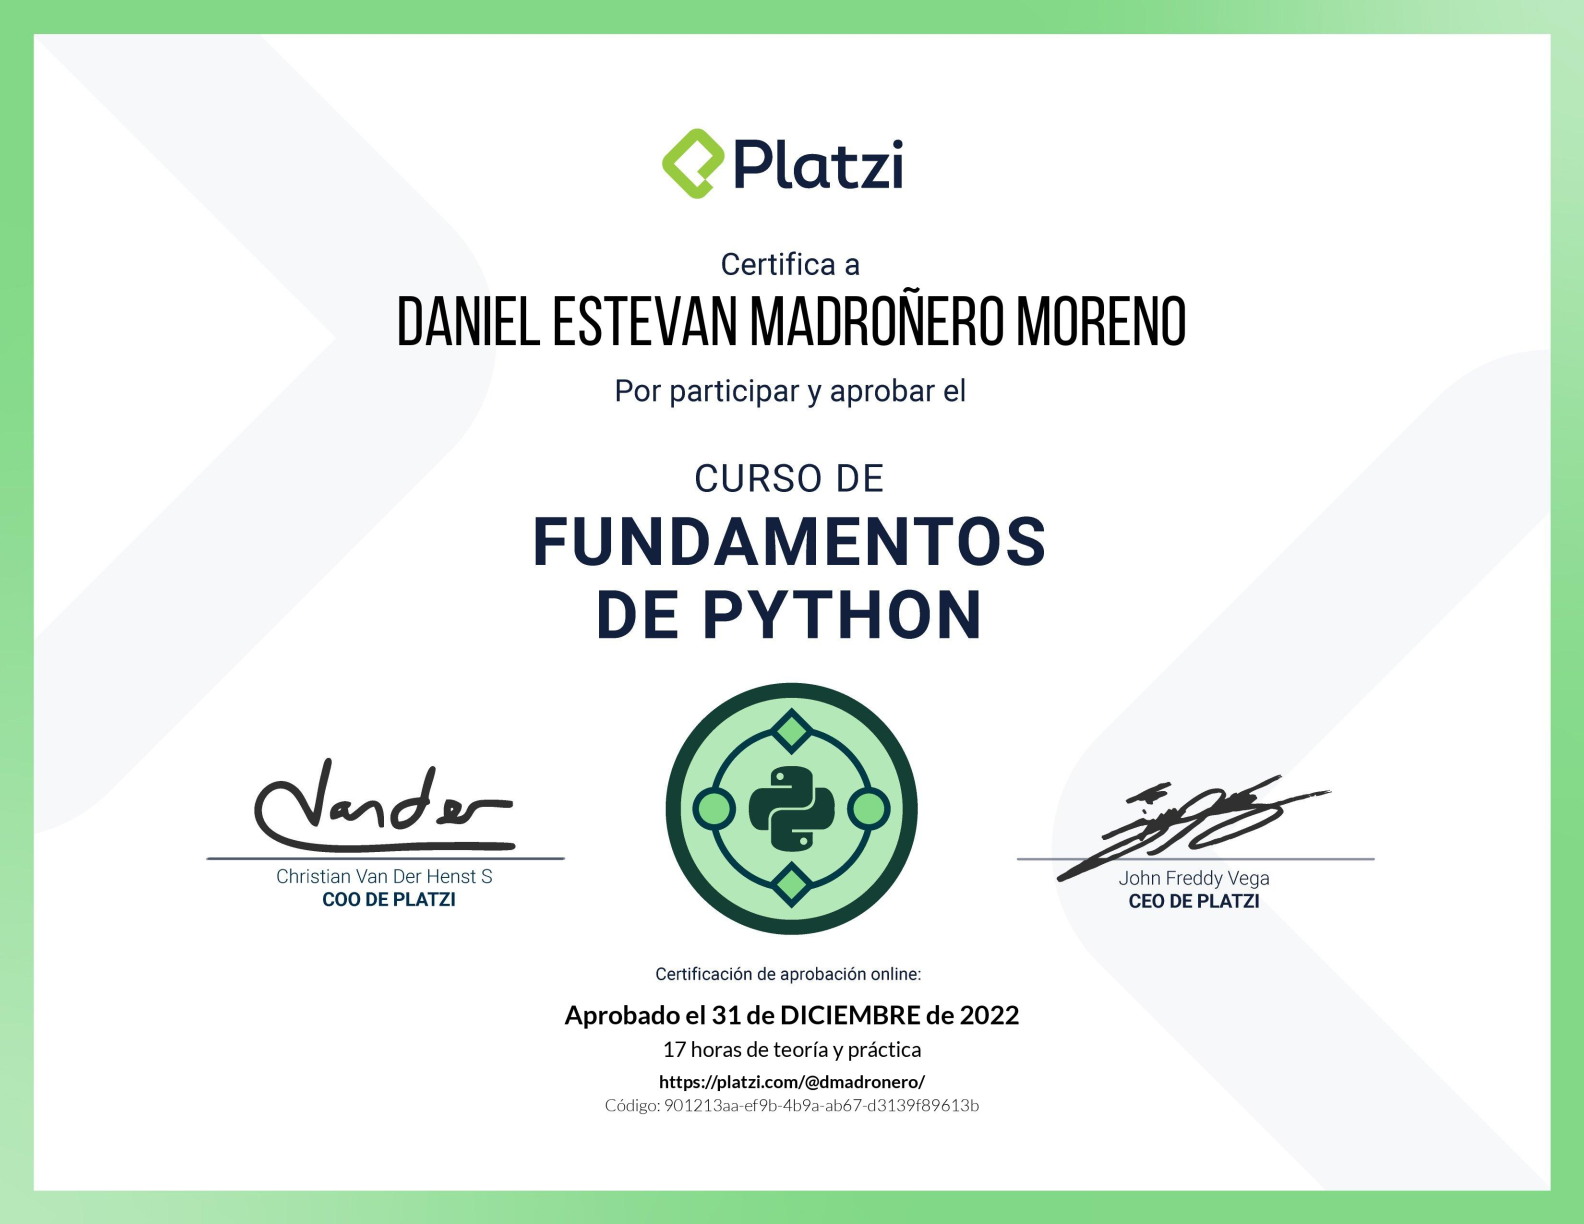 Platzi
Certifica a
DANIEL ESTEVAN MADROÑERO MORENO
Por participar y aprobar el
CURSO DE
FUNDAMENTOS
DE PYTHON
Vander
Christian Van Der Henst S
COO DE PLATZI
John Freddy Vega
CEO DE PLATZI
Certificación de aprobación online:
Aprobado el 31 de DICIEMBRE de 2022
17 horas de teoría y práctica
https://platzi.com/@dmadronero/
Código: 901213aa-ef9b-4b9a-ab67-d3139f89613b